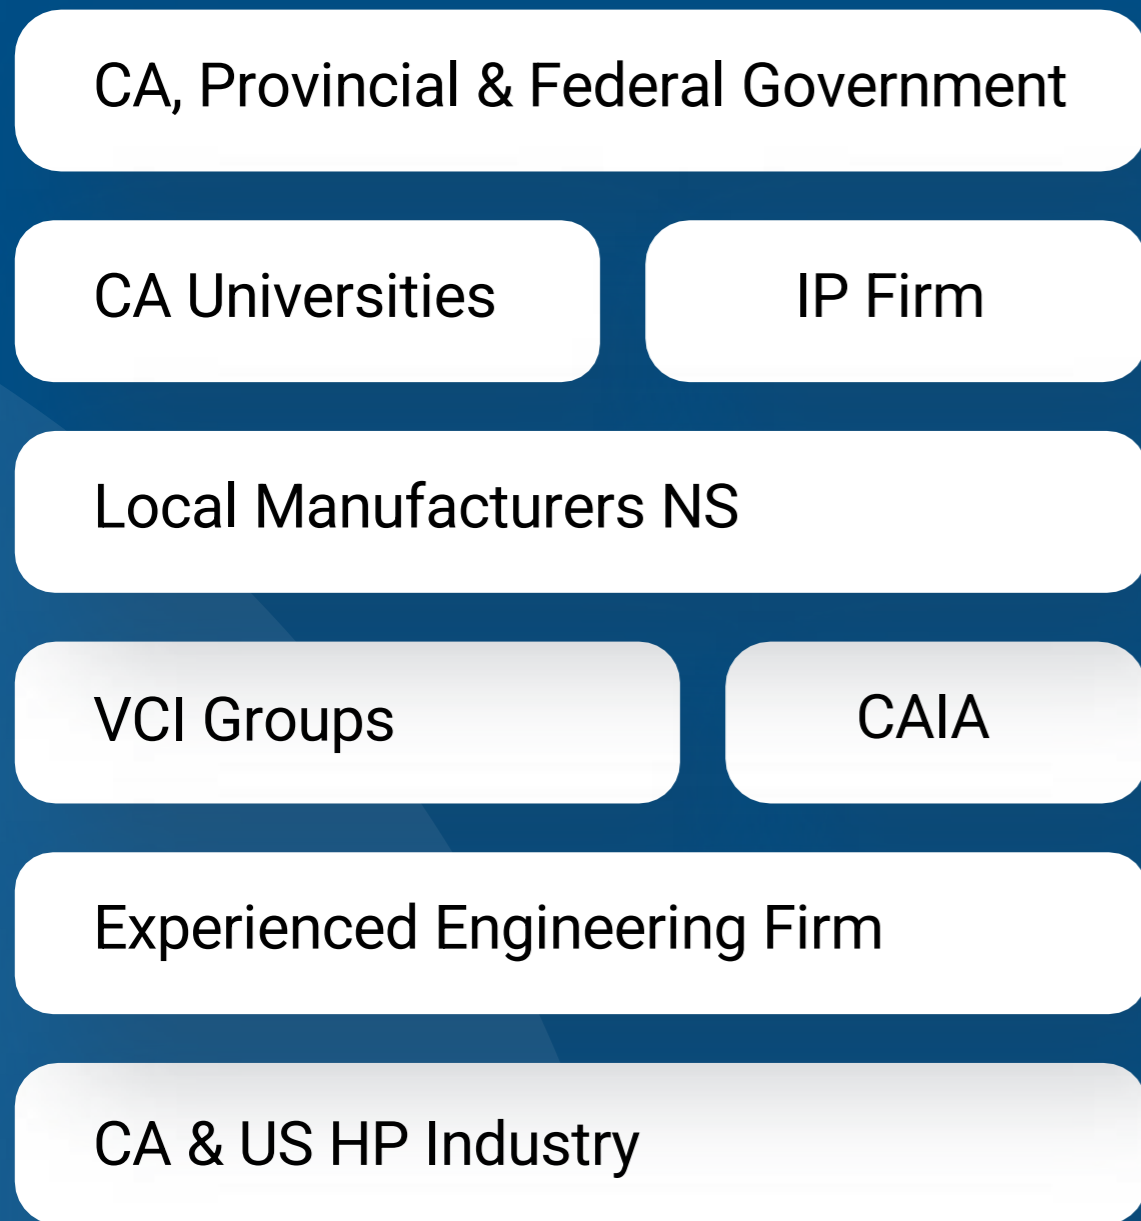 CA, Provincial & Federal Government
CA Universities
IP Firm
Local Manufacturers NS
VCI Groups
CAIA
Experienced Engineering Firm
CA & US HP Industry